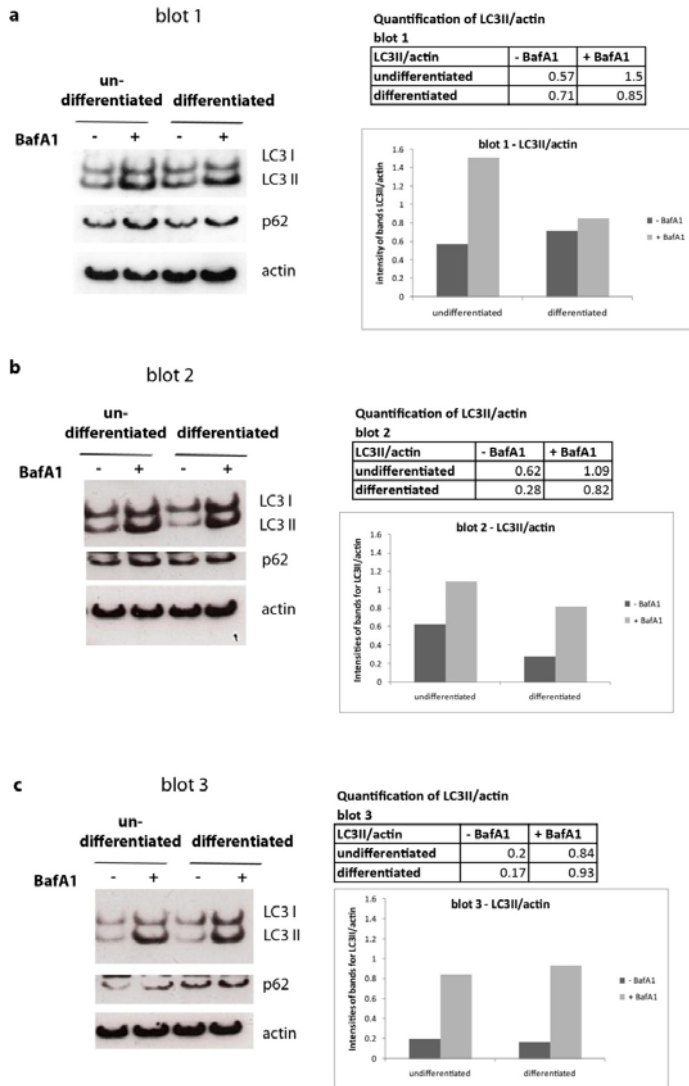 a
blot 1
un-
differentiated differentiated
BafA1 - + - +
LC3 I
LC3 II
p62
actin
Quantification of LC3II/actin
blot 1
LC3II/actin - BafA1 + BafA1
undifferentiated 0.57 1.5
differentiated 0.71 0.85
blot 1 - LC3II/actin
intensity of bands LC3II/actin
1.6
1.4
1.2
1
0.8
0.6
0.4
0.2
0
undifferentiated differentiated
- BafA1
+ BafA1
b
blot 2
un-
differentiated differentiated
BafA1 - + - +
LC3 I
LC3 II
p62
actin
Quantification of LC3II/actin
blot 2
LC3II/actin - BafA1 + BafA1
undifferentiated 0.62 1.09
differentiated 0.28 0.82
blot 2 - LC3II/actin
Intensities of bands for LC3II/actin
1.6
1.4
1.2
1
0.8
0.6
0.4
0.2
0
undifferentiated differentiated
- BafA1
+ BafA1
c
blot 3
un-
differentiated differentiated
BafA1 - + - +
LC3 I
LC3 II
p62
actin
Quantification of LC3II/actin
blot 3
LC3II/actin - BafA1 + BafA1
undifferentiated 0.2 0.84
differentiated 0.17 0.93
blot 3 - LC3II/actin
Intensities of bands for LC3II/actin
1.6
1.4
1.2
1
0.8
0.6
0.4
0.2
0
undifferentiated differentiated
- BafA1
+ BafA1